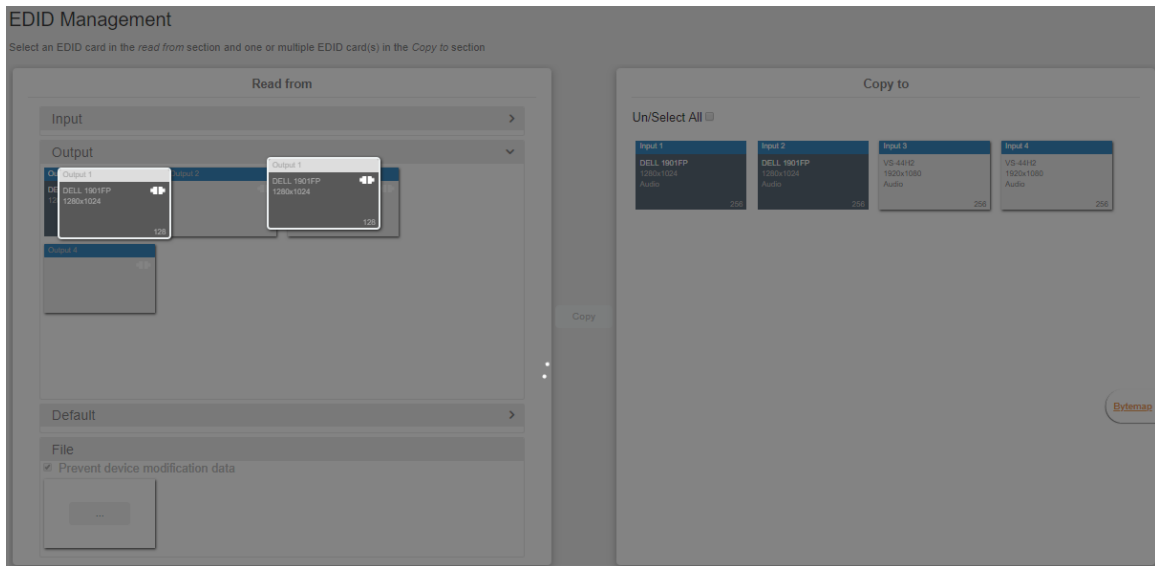 EDID Management
Select an EDID card in the read from section and one or multiple EDID card(s) in the Copy to section
Read from
Input
Output
Output 1
DELL 1901FP
1280x1024
128
Output 2
Output 1
DELL 1901FP
1280x1024
128
Output 4
Default
File
Prevent device modification data
...
Copy
Copy to
Un/Select All
Input 1
DELL 1901FP
1280x1024
Audio
256
Input 2
DELL 1901FP
1280x1024
Audio
256
Input 3
VS-44H2
1920x1080
Audio
256
Input 4
VS-44H2
1920x1080
Audio
256
Bytemap